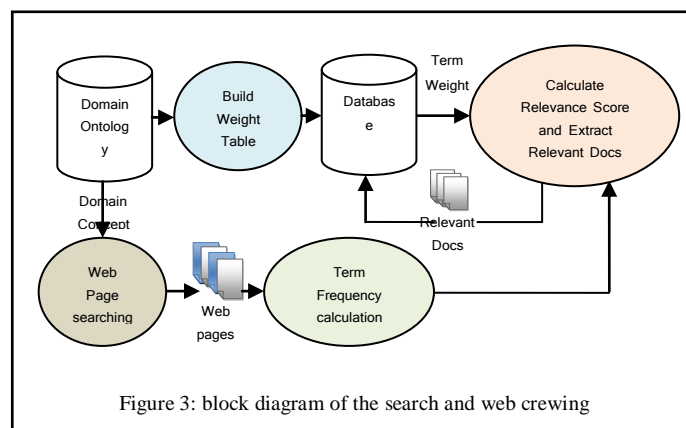 Domain
Ontolog
y
Build
Weight
Table
Databas
e
Term
Weight
Calculate
Relevance Score
and Extract
Relevant Docs
Relevant
Docs
Domain
Concept
Web
Page
searching
Web
pages
Term
Frequency
calculation
Figure 3: block diagram of the search and web crewing